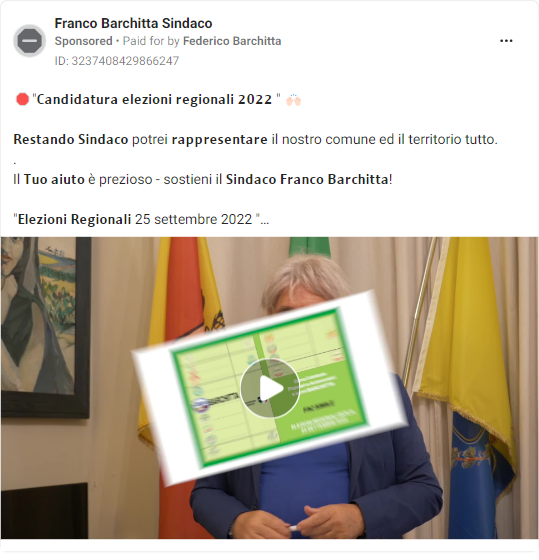 Franco Barchitta Sindaco
Sponsored • Paid for by Federico Barchitta
ID: 3237408429866247
🛑"Candidatura elezioni regionali 2022 " 🙌🏻
Restando Sindaco potrei rappresentare il nostro comune ed il territorio tutto.
.
Il Tuo aiuto è prezioso - sostieni il Sindaco Franco Barchitta!
"Elezioni Regionali 25 settembre 2022 "...